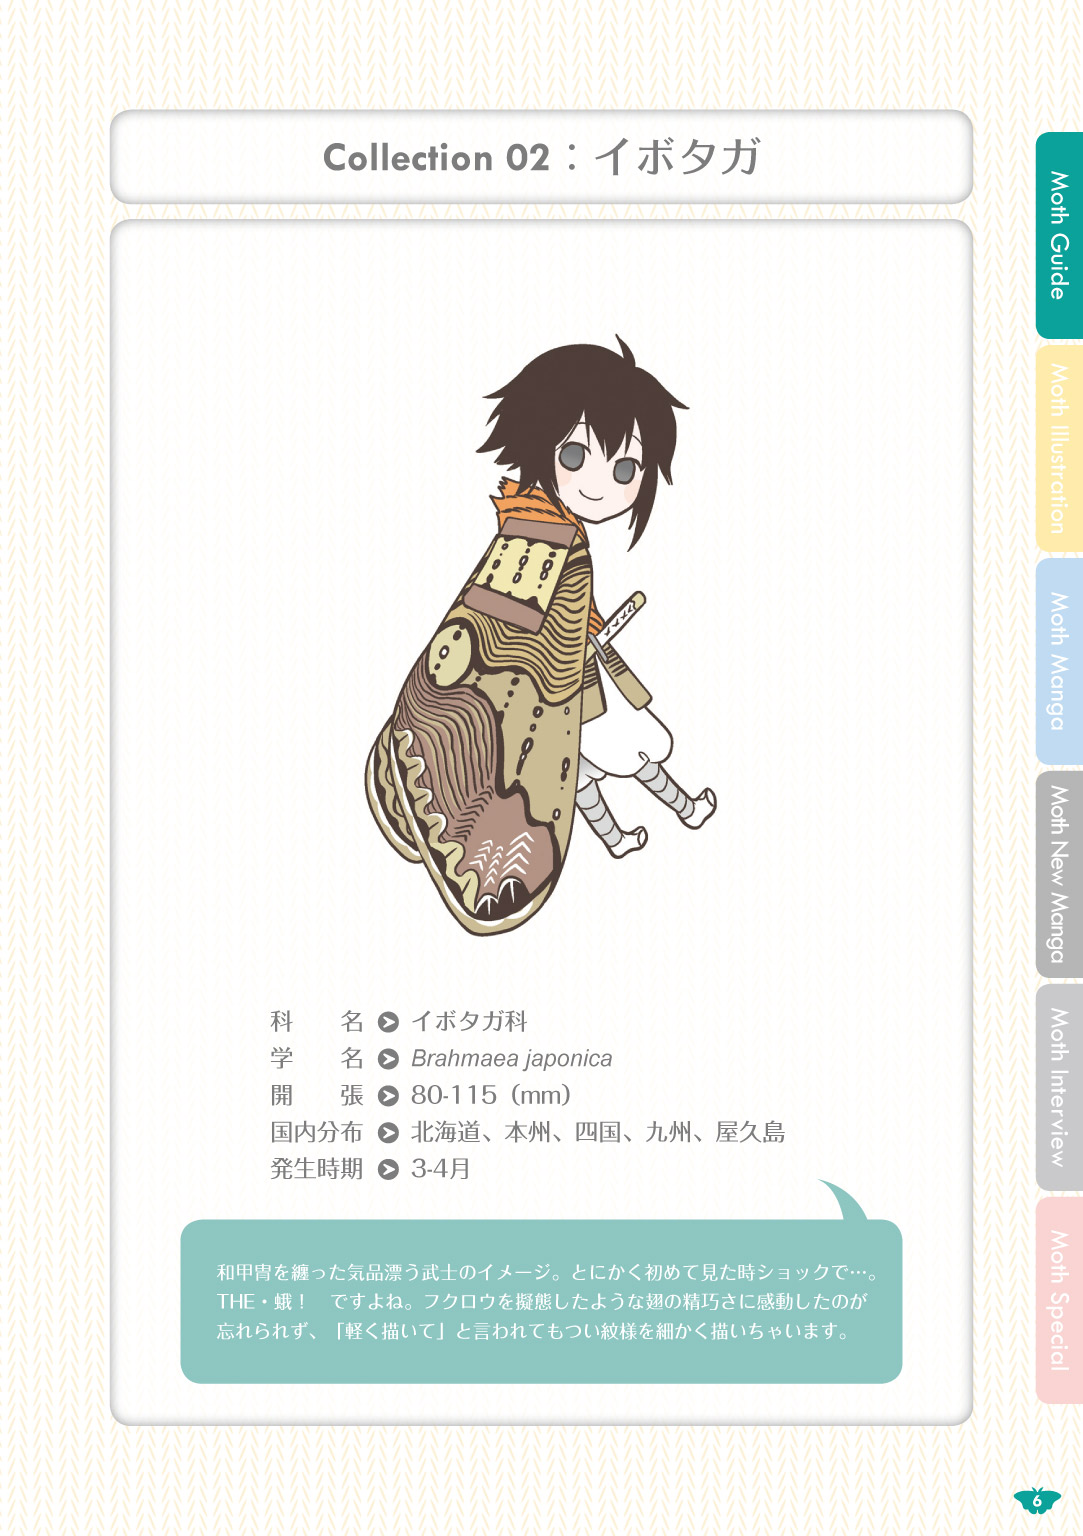 Collection 02：イボタガ
科　名 イボタガ科
学　名 Brahmaea japonica
開　張 80-115（mm）
国内分布 北海道、本州、四国、九州、屋久島
発生時期 3-4月
和甲冑を纏った気品漂う武士のイメージ。とにかく初めて見た時ショックで…。
THE・蛾！　ですよね。フクロウを擬態したような翅の精巧さに感動したのが
忘れられず、「軽く描いて」と言われてもつい紋様を細かく描いちゃいます。
Moth Guide
Moth Illustration
Moth Manga
Moth New Manga
Moth Interview
Moth Special
6